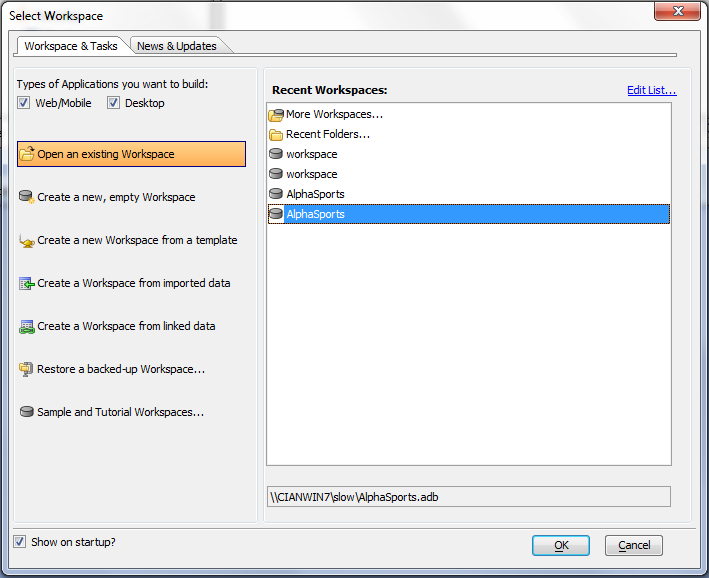 Select Workspace
Workspace & Tasks
News & Updates
Types of Applications you want to build:
Web/Mobile
Desktop
Open an existing Workspace
Create a new, empty Workspace
Create a new Workspace from a template
Create a Workspace from imported data
Create a Workspace from linked data
Restore a backed-up Workspace...
Sample and Tutorial Workspaces...
Recent Workspaces:
Edit List...
More Workspaces...
Recent Folders...
workspace
workspace
AlphaSports
AlphaSports
\\CIANWIN7\slow\AlphaSports.adb
Show on startup?
OK
Cancel